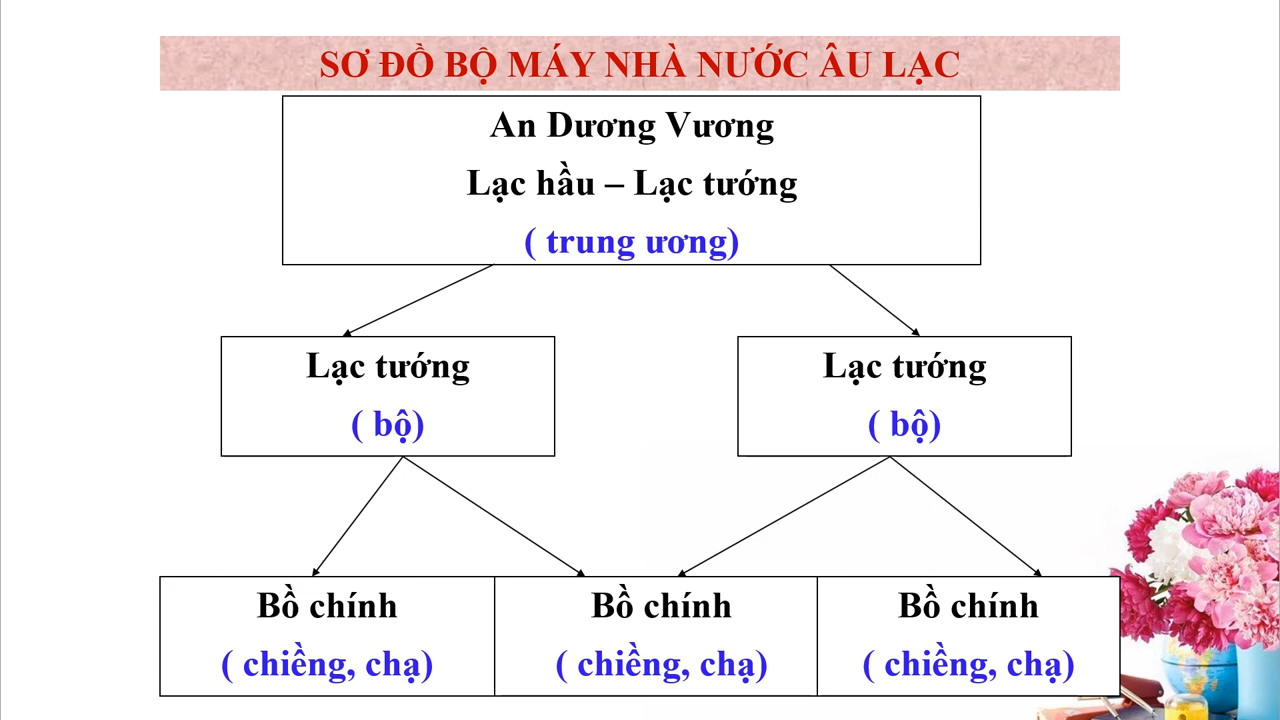 SƠ ĐỒ BỘ MÁY NHÀ NƯỚC ÂU LẠC
An Dương Vương
Lạc hầu – Lạc tướng
( trung ương)
Lạc tướng
( bộ)
Lạc tướng
( bộ)
Bồ chính
( chiềng, chạ)
Bồ chính
( chiềng, chạ)
Bồ chính
( chiềng, chạ)